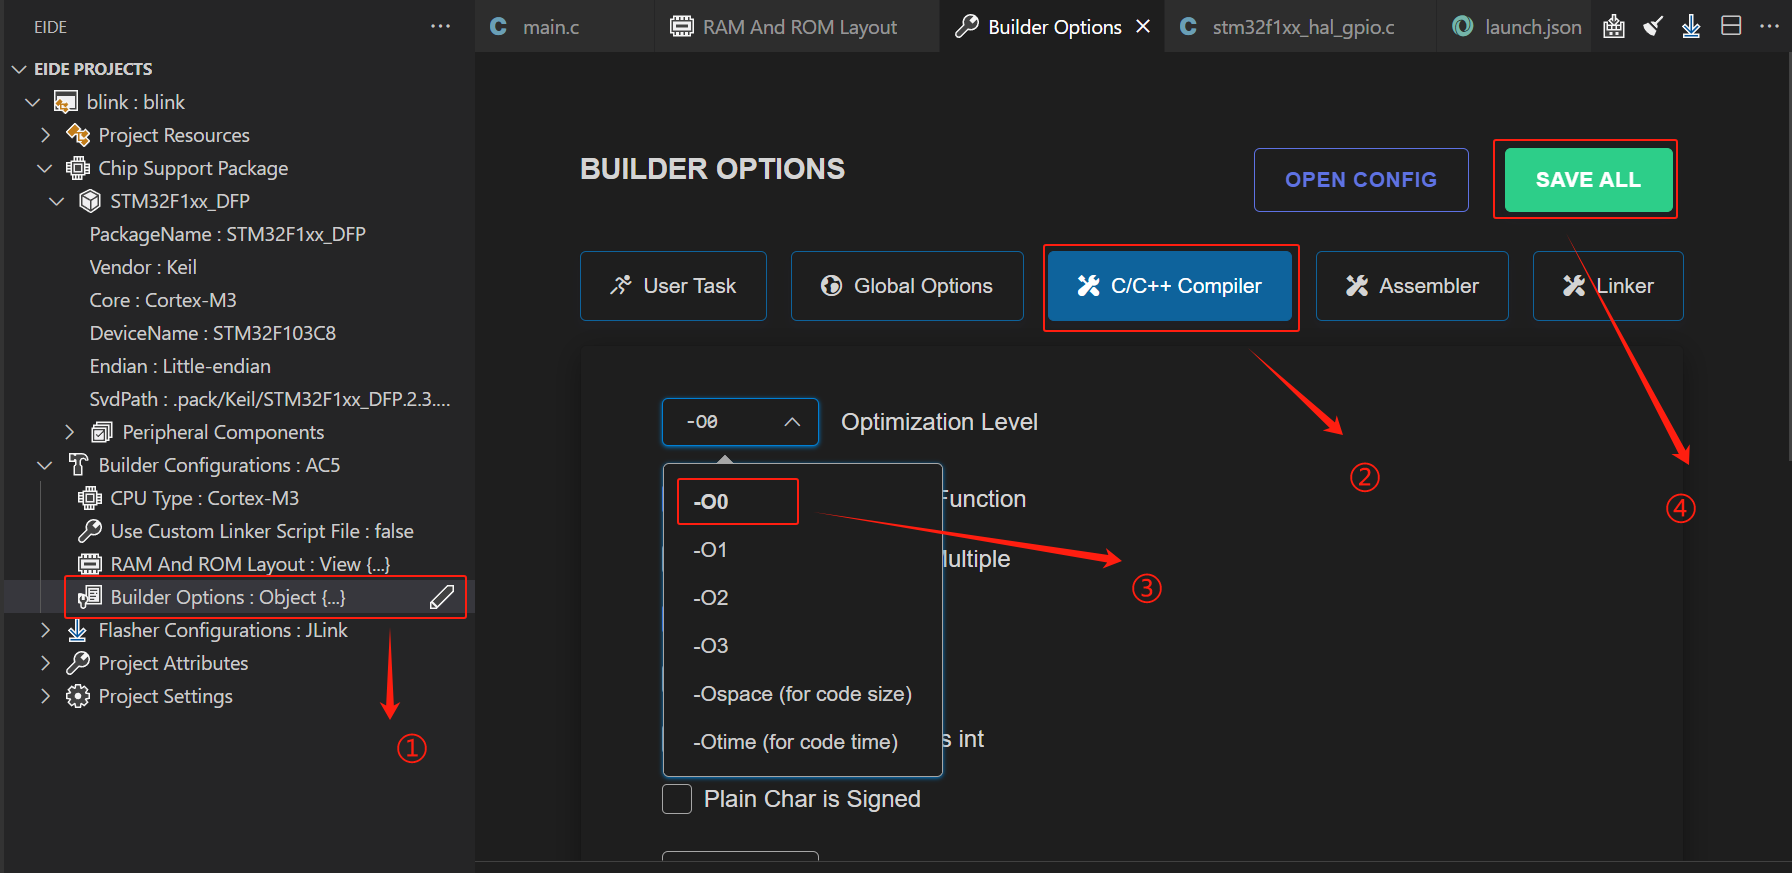 EIDE
main.c
RAM And ROM Layout
Builder Options
stm32f1xx_hal_gpio.c
launch.json
EIDE PROJECTS
blink : blink
Project Resources
Chip Support Package
STM32F1xx_DFP
PackageName : STM32F1xx_DFP
Vendor : Keil
Core : Cortex-M3
DeviceName : STM32F103C8
Endian : Little-endian
SvdPath : .pack/Keil/STM32F1xx_DFP.2.3....
Peripheral Components
Builder Configurations : AC5
CPU Type : Cortex-M3
Use Custom Linker Script File : false
RAM And ROM Layout : View {...}
Builder Options : Object {...}
Flasher Configurations : JLink
Project Attributes
Project Settings
①
BUILDER OPTIONS
OPEN CONFIG
SAVE ALL
User Task
Global Options
C/C++ Compiler
Assembler
Linker
-O0
Optimization Level
②
④
-O0
Function
-O1
Multiple
③
-O2
-O3
-Ospace (for code size)
-Otime (for code time)
s int
Plain Char is Signed